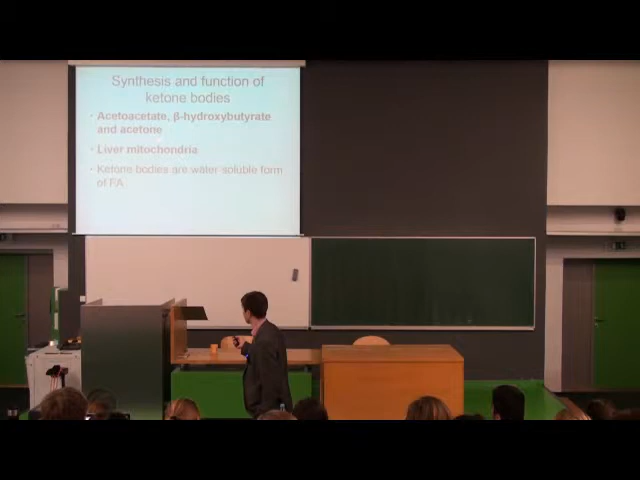 Synthesis and function of
ketone bodies
• Acetoacetate, β-hydroxybutyrate
and acetone
• Liver mitochondria
• Ketone bodies are water-soluble form
of FA